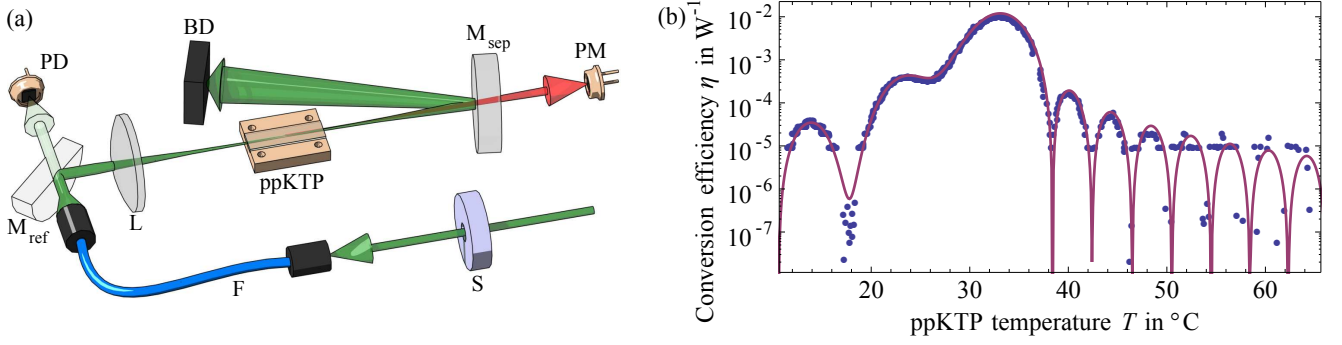 (a)
BD
M_sep
PM
PD
ppKTP
M_ref
L
F
S
(b)
Conversion efficiency η in W^-1
10^-2
10^-3
10^-4
10^-5
10^-6
10^-7
20
30
40
50
60
ppKTP temperature T in °C